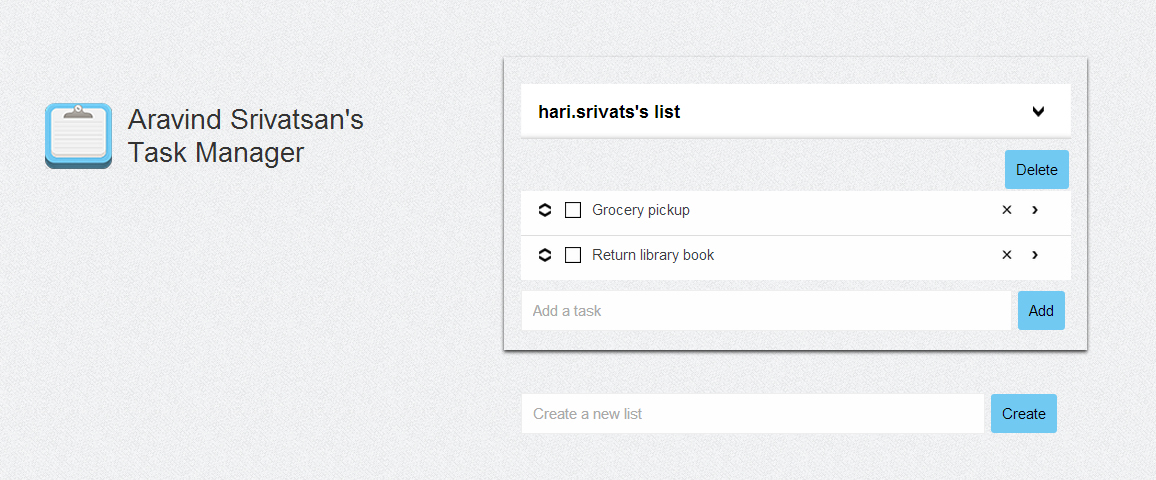 Aravind Srivatsan's
Task Manager
hari.srivats's list
Delete
Grocery pickup
Return library book
Add a task
Add
Create a new list
Create